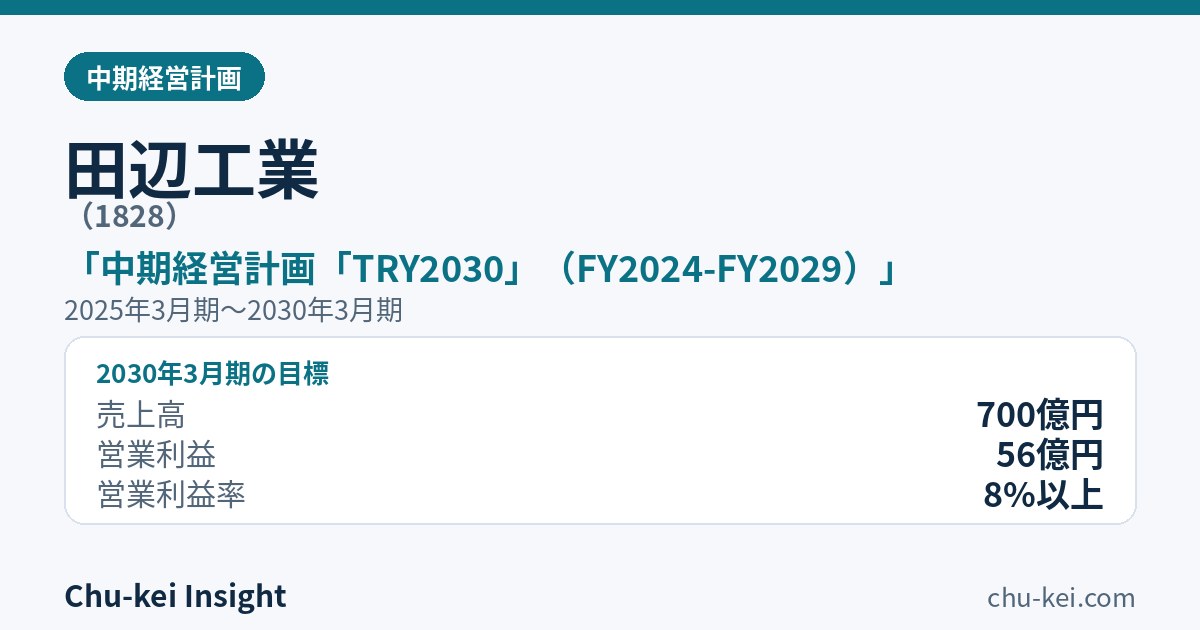 中期経営計画
田辺工業
（1828）
「中期経営計画「TRY2030」（FY2024-FY2029）」
2025年3月期～2030年3月期
2030年3月期の目標
売上高 700億円
営業利益 56億円
営業利益率 8%以上
Chu-kei Insight chu-kei.com